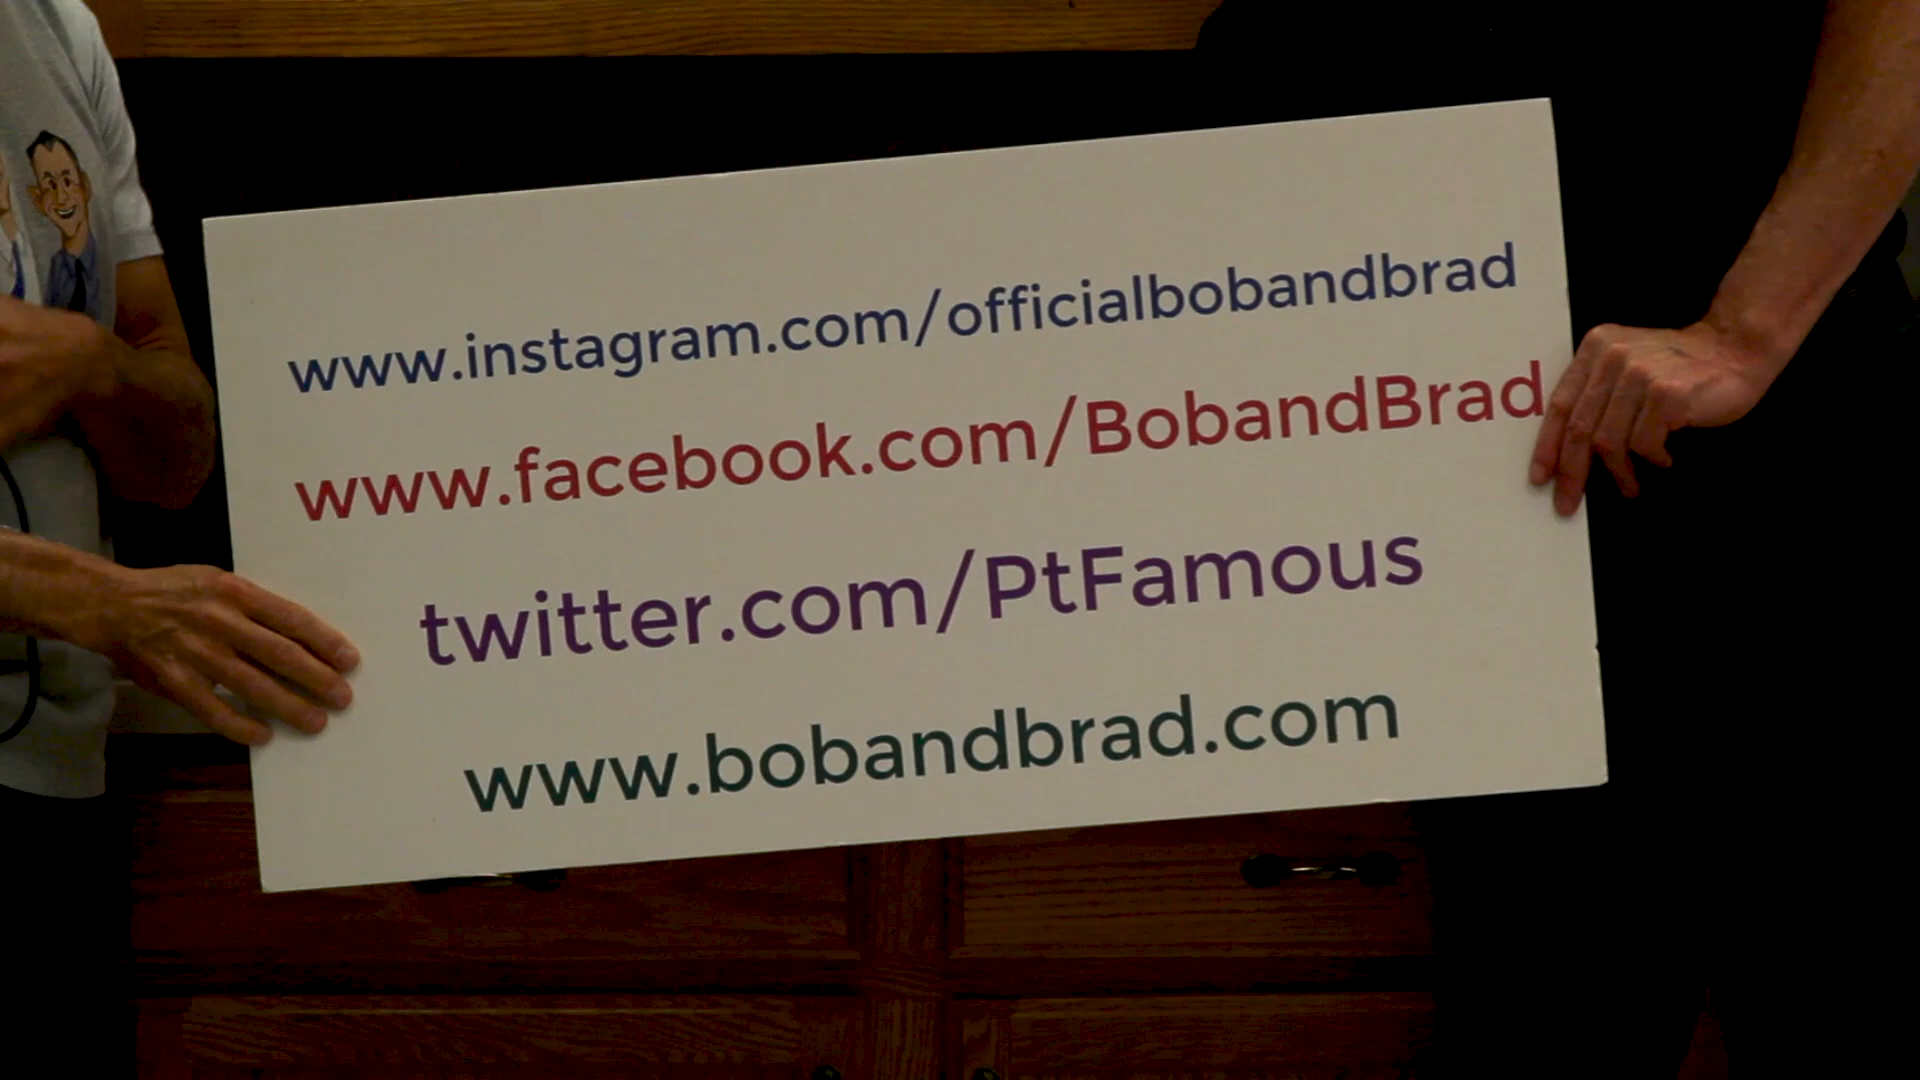 www.instagram.com/officialbobandbrad
www.facebook.com/BobandBrad
twitter.com/PtFamous
www.bobandbrad.com